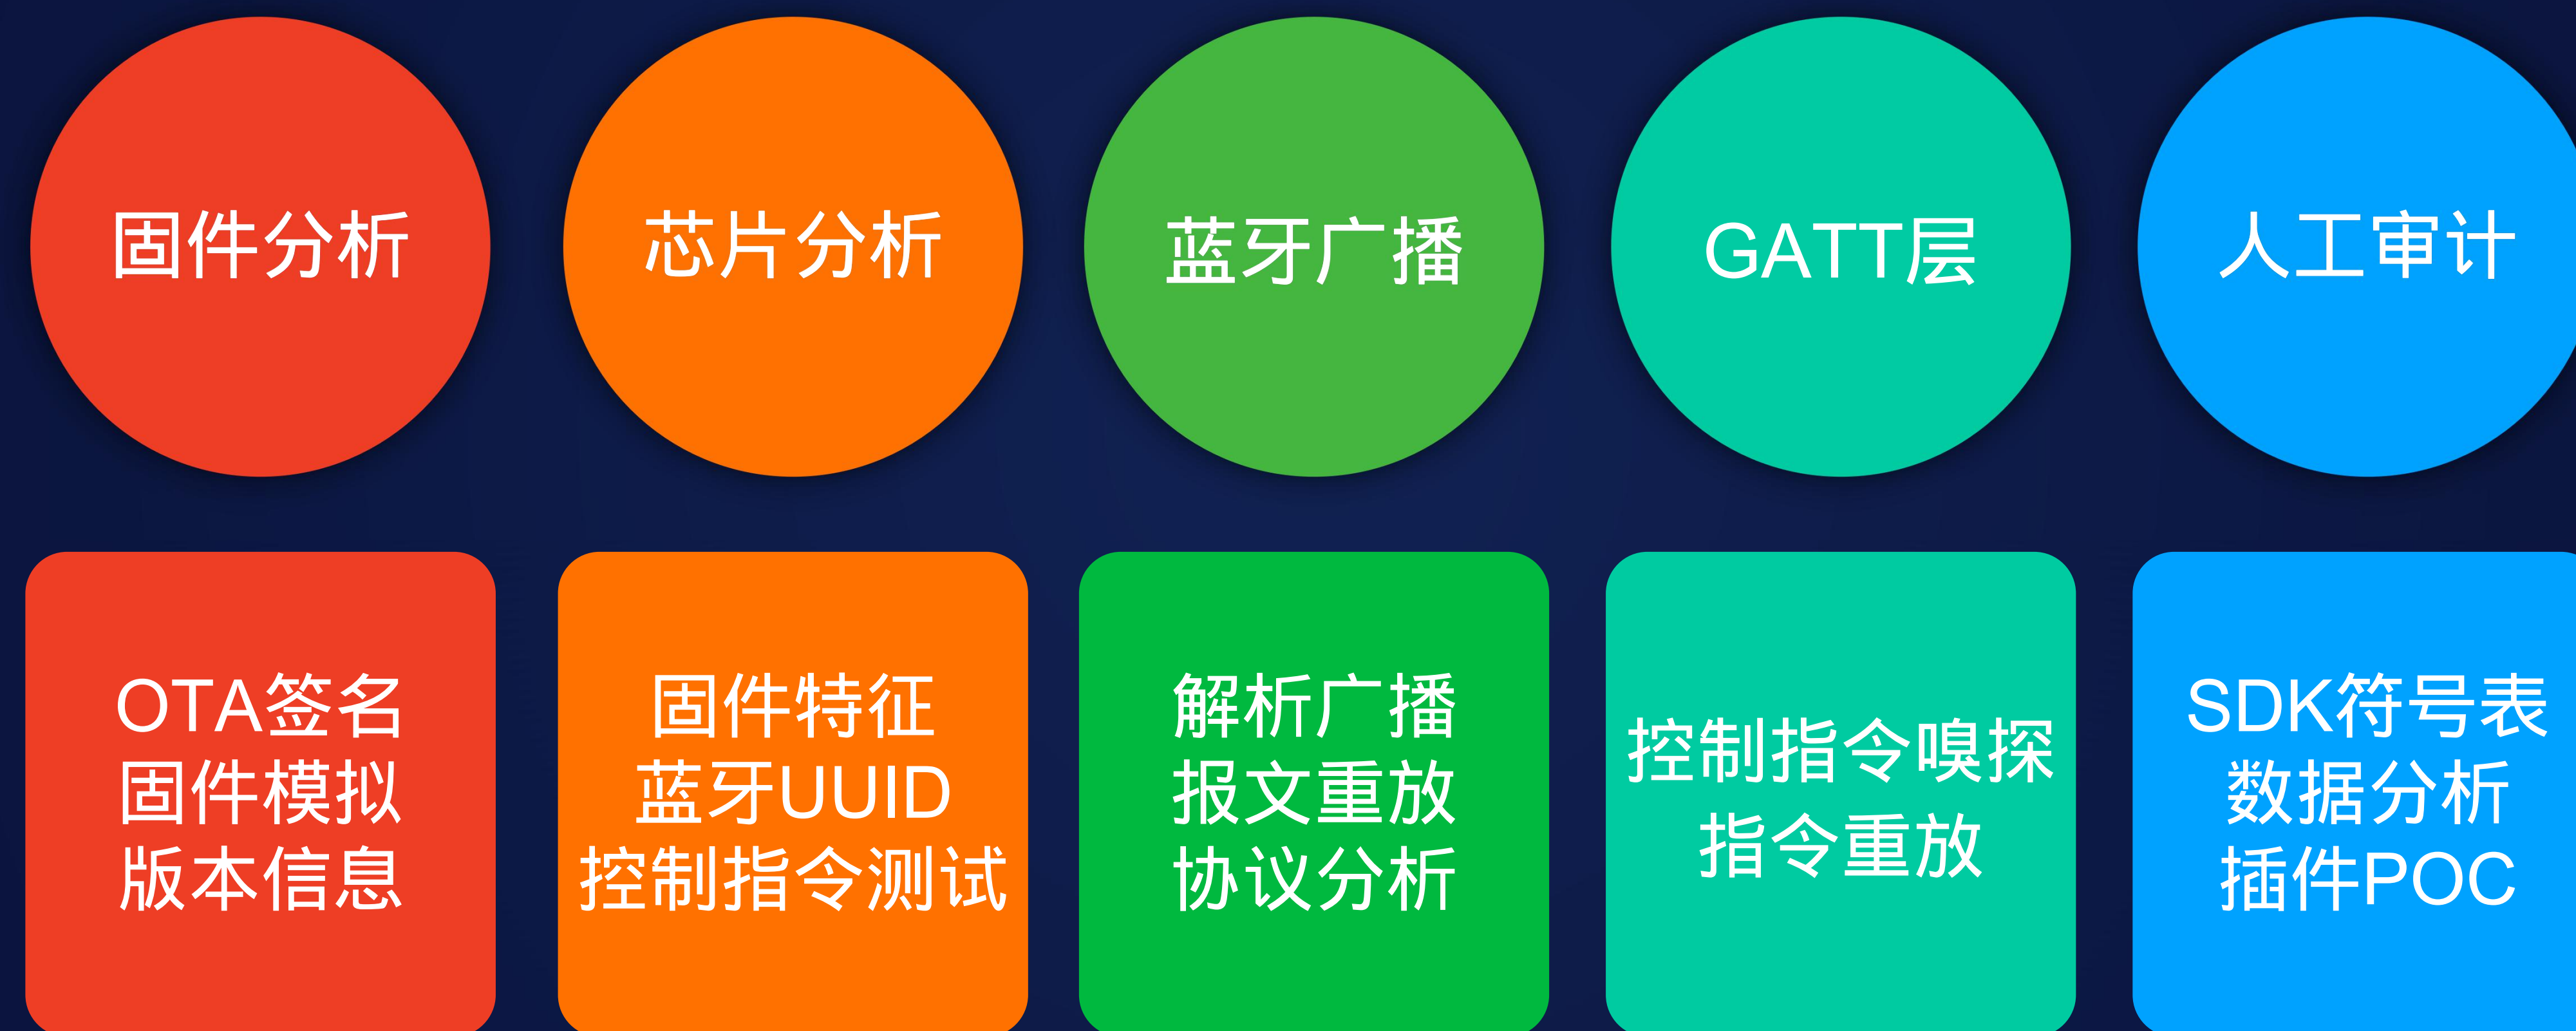 固件分析
芯片分析
蓝牙广播
GATT层
人工审计
OTA签名
固件模拟
版本信息
固件特征
蓝牙UUID
控制指令测试
解析广播
报文重放
协议分析
控制指令嗅探
指令重放
SDK符号表
数据分析
插件POC